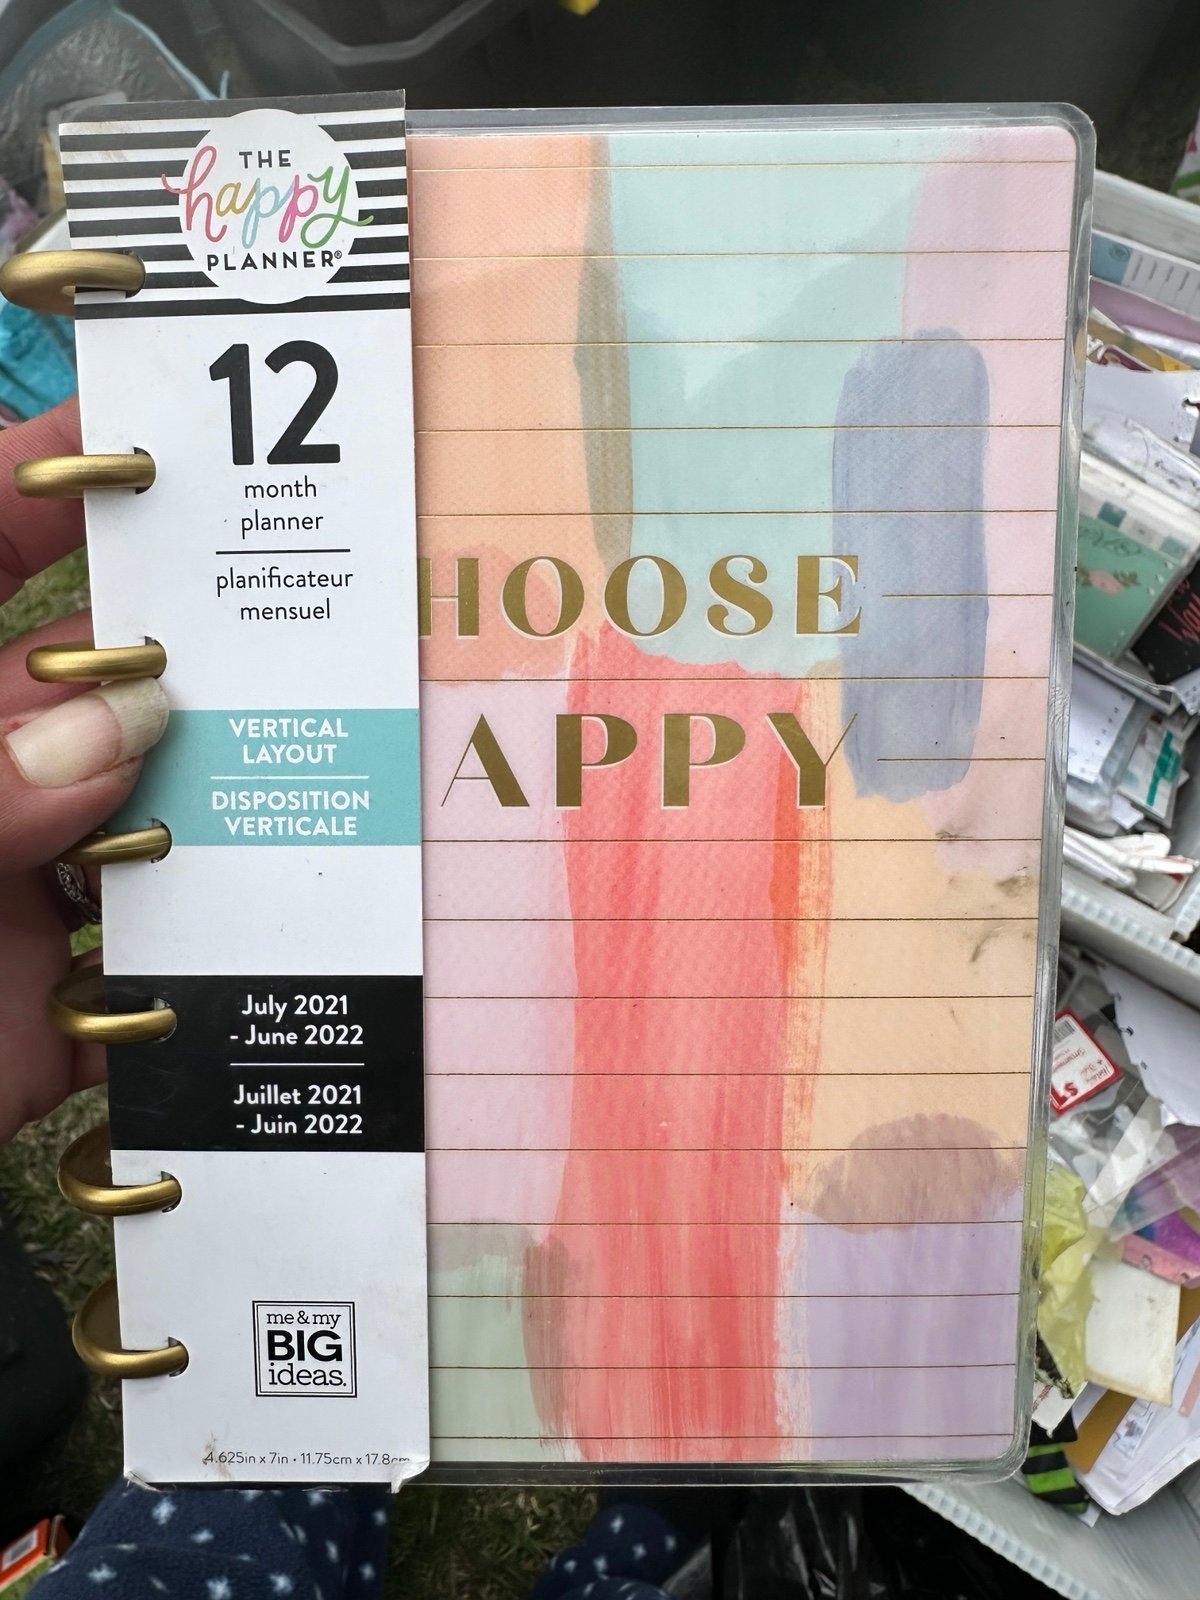 THE
happy
PLANNER®
12
month
planner
planificateur
mensuel
VERTICAL
LAYOUT
DISPOSITION
VERTICALE
July 2021
- June 2022
Juillet 2021
- Juin 2022
me & my
BIG
ideas.
4.625in x 7in • 11.75cm x 17.8cm
HOOSE
APPY